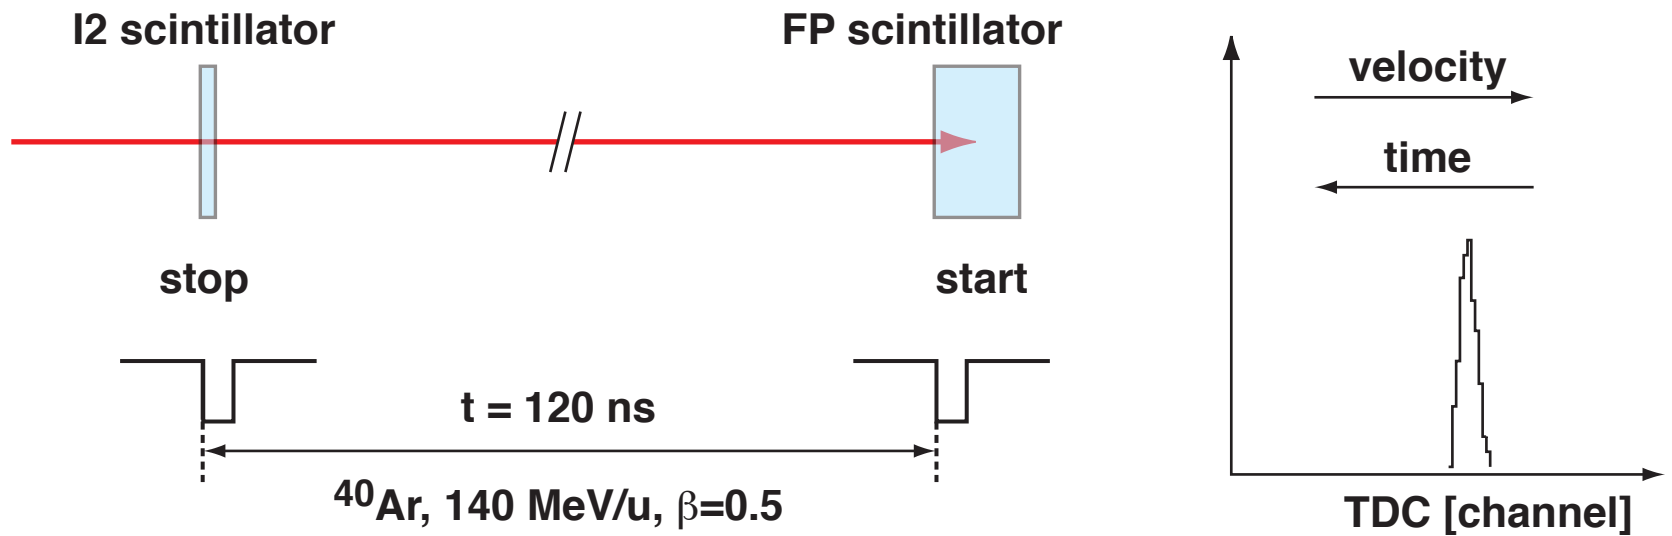 I2 scintillator
FP scintillator
velocity
time
stop
start
t = 120 ns
⁴⁰Ar, 140 MeV/u, β=0.5
TDC [channel]